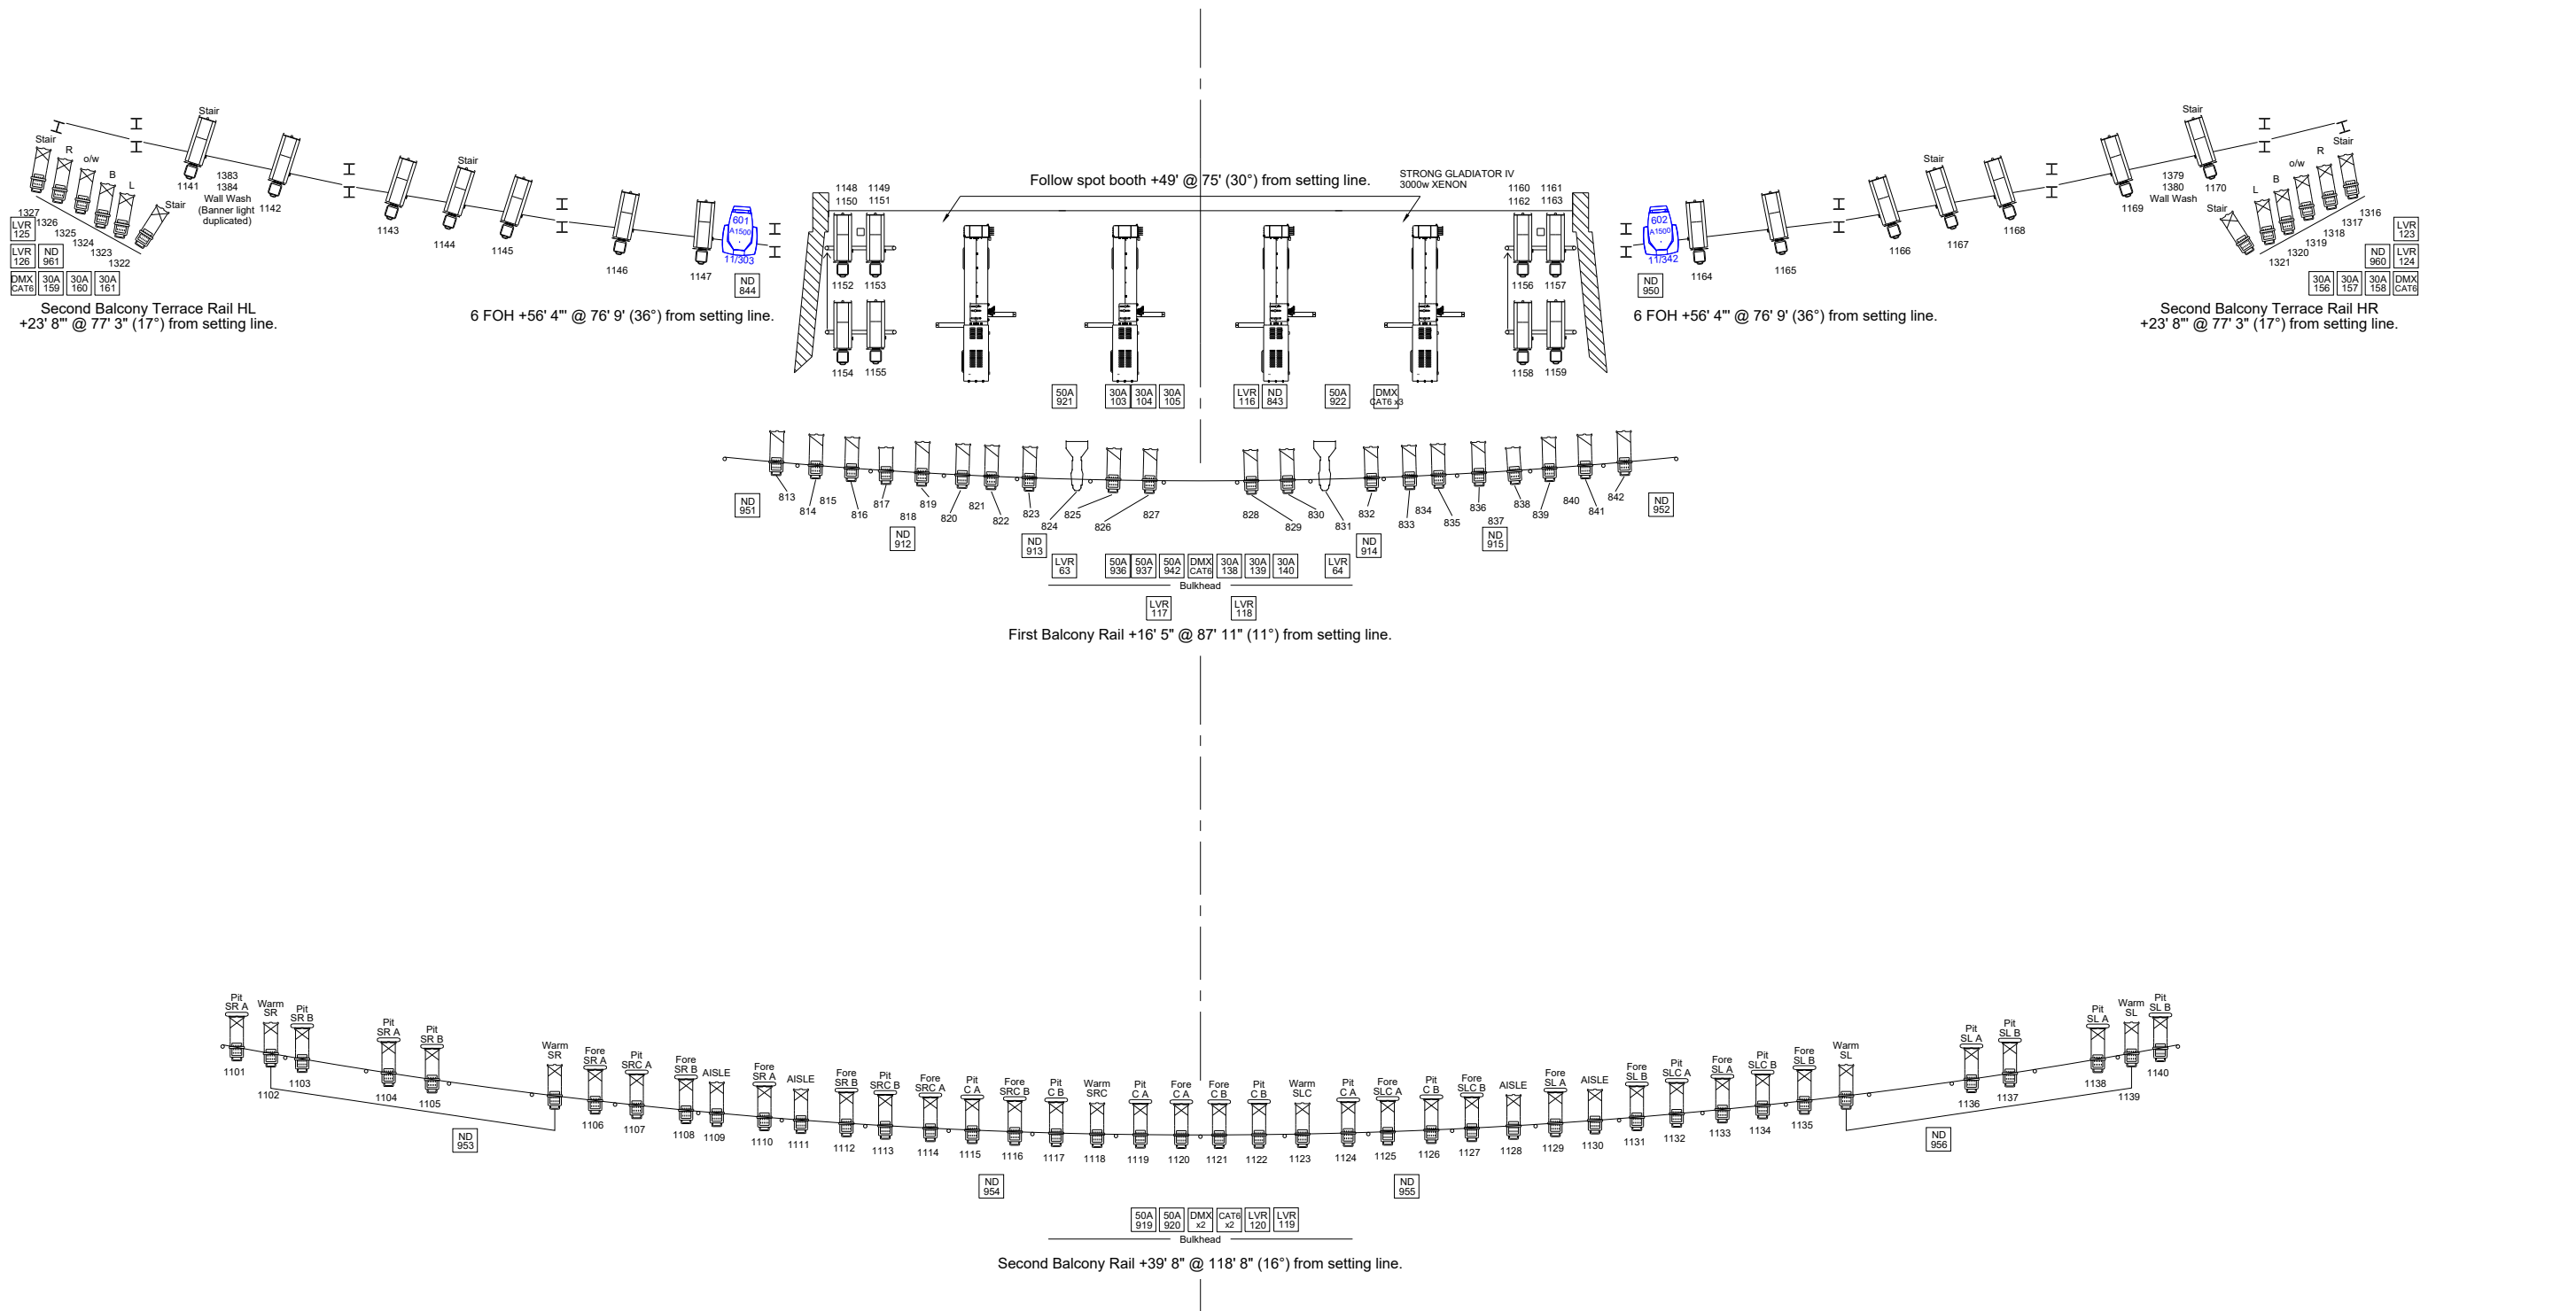 Stair
R
o/w
B
L
Stair
1327
1326
1325
1324
1323
1322
LVR
125
LVR
126
ND
961
DMX
CAT6
30A
159
30A
160
30A
161
Second Balcony Terrace Rail HL
+23' 8"' @ 77' 3" (17°) from setting line.
Stair
1141
1383
1384
Wall Wash
(Banner light
duplicated)
1142
1143
Stair
1144
1145
1146
1147
601
A1500
11/303
ND
844
6 FOH +56' 4"' @ 76' 9' (36°) from setting line.
1148
1150
1149
1151
1152
1153
1154
1155
Follow spot booth +49' @ 75' (30°) from setting line.
STRONG GLADIATOR IV
3000w XENON
1160
1162
1161
1163
1156
1157
1158
1159
50A
921
30A
103
30A
104
30A
105
LVR
116
ND
843
50A
922
DMX
CAT6 x3
602
A1500
11/342
ND
950
1164
1165
1166
Stair
1167
1168
1169
Stair
1379
1380
Wall Wash
1170
6 FOH +56' 4"' @ 76' 9' (36°) from setting line.
Stair
L
B
o/w
R
Stair
1316
1317
1318
1319
1320
1321
LVR
123
ND
960
LVR
124
30A
156
30A
157
30A
158
DMX
CAT6
Second Balcony Terrace Rail HR
+23' 8"' @ 77' 3" (17°) from setting line.
813
814
815
816
817
818
819
820
821
822
823
824
825
826
827
828
829
830
831
832
833
834
835
836
837
838
839
840
841
842
ND
951
ND
912
ND
913
ND
914
ND
915
ND
952
LVR
63
50A
936
50A
937
50A
942
DMX
CAT6
30A
138
30A
139
30A
140
LVR
64
Bulkhead
LVR
117
LVR
118
First Balcony Rail +16' 5" @ 87' 11" (11°) from setting line.
Pit
SR A
1101
Warm
SR
1102
Pit
SR B
1103
Pit
SR A
1104
Pit
SR B
1105
Warm
SR
Fore
SR A
1106
Pit
SRC A
1107
Fore
SR B
1108
AISLE
1109
Fore
SR A
1110
AISLE
1111
Fore
SR B
1112
Pit
SRC B
1113
Fore
SRC A
1114
Pit
C A
1115
Fore
SRC B
1116
Pit
C B
1117
Warm
SRC
1118
Pit
C A
1119
Fore
C A
1120
Fore
C B
1121
Pit
C B
1122
Warm
SLC
1123
Pit
C A
1124
Fore
SLC A
1125
Pit
C B
1126
Fore
SLC B
1127
AISLE
1128
Fore
SL A
1129
AISLE
1130
Fore
SL B
1131
Pit
SLC A
1132
Fore
SL A
1133
Pit
SLC B
1134
Fore
SL B
1135
Warm
SL
Pit
SL A
1136
Pit
SL B
1137
Pit
SL A
1138
Warm
SL
1139
Pit
SL B
1140
ND
953
ND
954
ND
955
ND
956
50A
919
50A
920
DMX
x2
CAT6
x2
LVR
120
LVR
119
Bulkhead
Second Balcony Rail +39' 8" @ 118' 8" (16°) from setting line.